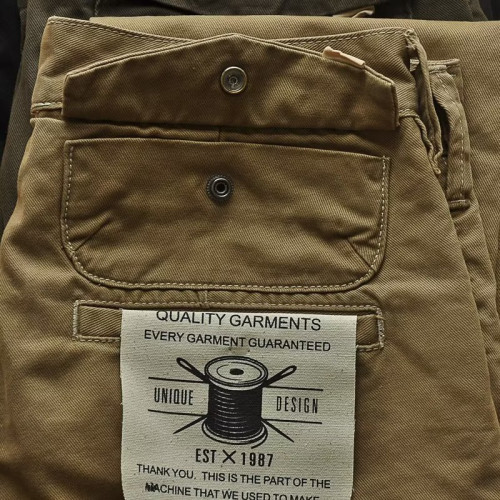 QUALITY GARMENTS
EVERY GARMENT GUARANTEED
UNIQUE DESIGN
EST X 1987
THANK YOU. THIS IS THE PART OF THE
MACHINE THAT WE USED TO MAKE